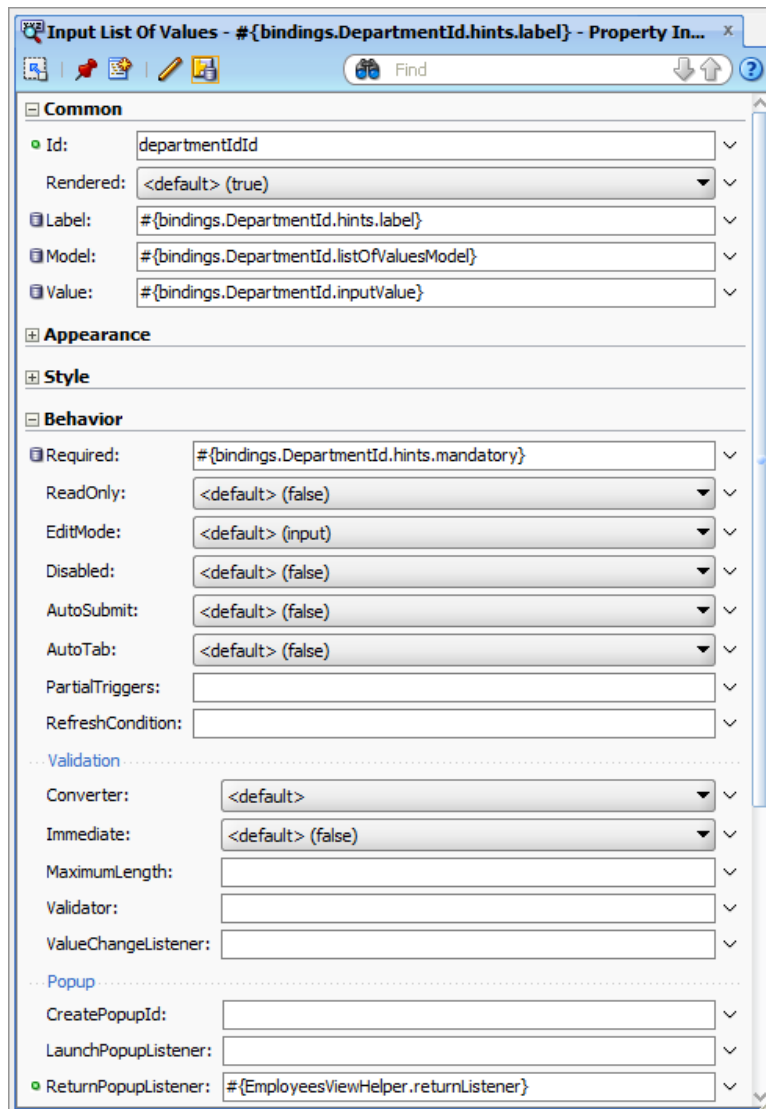 Input List Of Values - #{bindings.DepartmentId.hints.label} - Property In... x
Find
Common
Id: departmentIdId
Rendered: <default> (true)
Label: #{bindings.DepartmentId.hints.label}
Model: #{bindings.DepartmentId.listOfValuesModel}
Value: #{bindings.DepartmentId.inputValue}
Appearance
Style
Behavior
Required: #{bindings.DepartmentId.hints.mandatory}
ReadOnly: <default> (false)
EditMode: <default> (input)
Disabled: <default> (false)
AutoSubmit: <default> (false)
AutoTab: <default> (false)
PartialTriggers:
RefreshCondition:
Validation
Converter: <default>
Immediate: <default> (false)
MaximumLength:
Validator:
ValueChangeListener:
Popup
CreatePopupId:
LaunchPopupListener:
ReturnPopupListener: #{EmployeesViewHelper.returnListener}